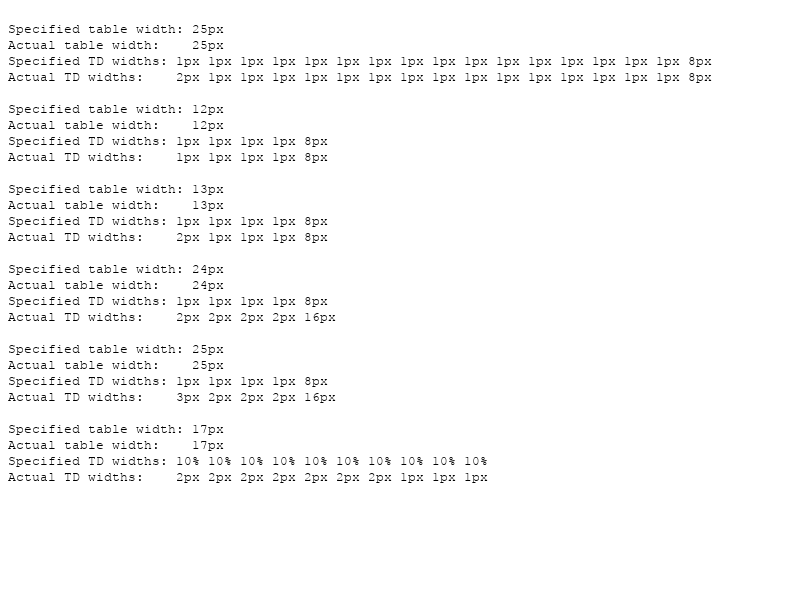 Specified table width: 25px
Actual table width:    25px
Specified TD widths: 1px 1px 1px 1px 1px 1px 1px 1px 1px 1px 1px 1px 1px 1px 1px 1px 8px
Actual TD widths:    2px 1px 1px 1px 1px 1px 1px 1px 1px 1px 1px 1px 1px 1px 1px 1px 8px
Specified table width: 12px
Actual table width:    12px
Specified TD widths: 1px 1px 1px 1px 8px
Actual TD widths:    1px 1px 1px 1px 8px
Specified table width: 13px
Actual table width:    13px
Specified TD widths: 1px 1px 1px 1px 8px
Actual TD widths:    2px 1px 1px 1px 8px
Specified table width: 24px
Actual table width:    24px
Specified TD widths: 1px 1px 1px 1px 8px
Actual TD widths:    2px 2px 2px 2px 16px
Specified table width: 25px
Actual table width:    25px
Specified TD widths: 1px 1px 1px 1px 8px
Actual TD widths:    3px 2px 2px 2px 16px
Specified table width: 17px
Actual table width:    17px
Specified TD widths: 10% 10% 10% 10% 10% 10% 10% 10% 10% 10%
Actual TD widths:    2px 2px 2px 2px 2px 2px 2px 1px 1px 1px